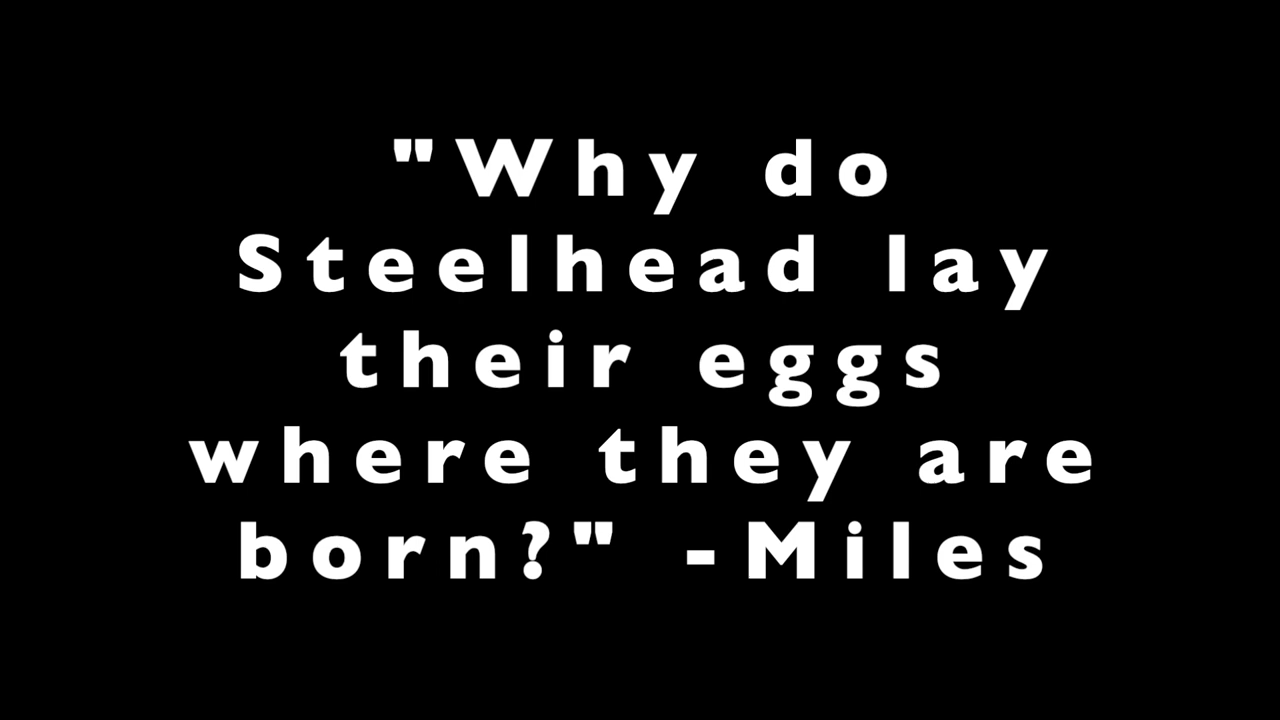 "Why do
Steelhead lay
their eggs
where they are
born?" -Miles